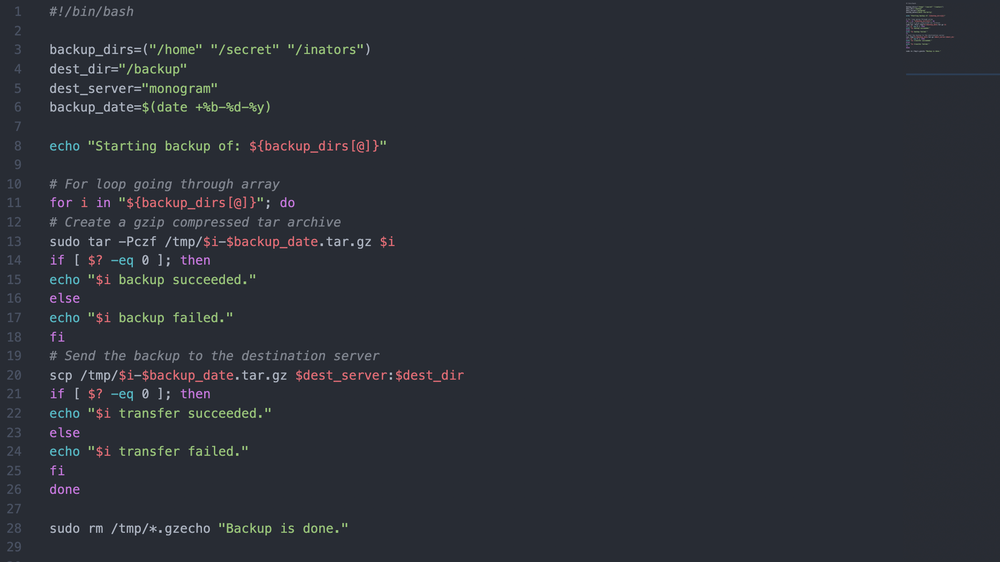 1 #!/bin/bash
2
3 backup_dirs=("/home" "/secret" "/inators")
4 dest_dir="/backup"
5 dest_server="monogram"
6 backup_date=$(date +%b-%d-%y)
7
8 echo "Starting backup of: ${backup_dirs[@]}"
9
10 # For loop going through array
11 for i in "${backup_dirs[@]}"; do
12 # Create a gzip compressed tar archive
13 sudo tar -Pczf /tmp/$i-$backup_date.tar.gz $i
14 if [ $? -eq 0 ]; then
15 echo "$i backup succeeded."
16 else
17 echo "$i backup failed."
18 fi
19 # Send the backup to the destination server
20 scp /tmp/$i-$backup_date.tar.gz $dest_server:$dest_dir
21 if [ $? -eq 0 ]; then
22 echo "$i transfer succeeded."
23 else
24 echo "$i transfer failed."
25 fi
26 done
27
28 sudo rm /tmp/*.gzecho "Backup is done."
29